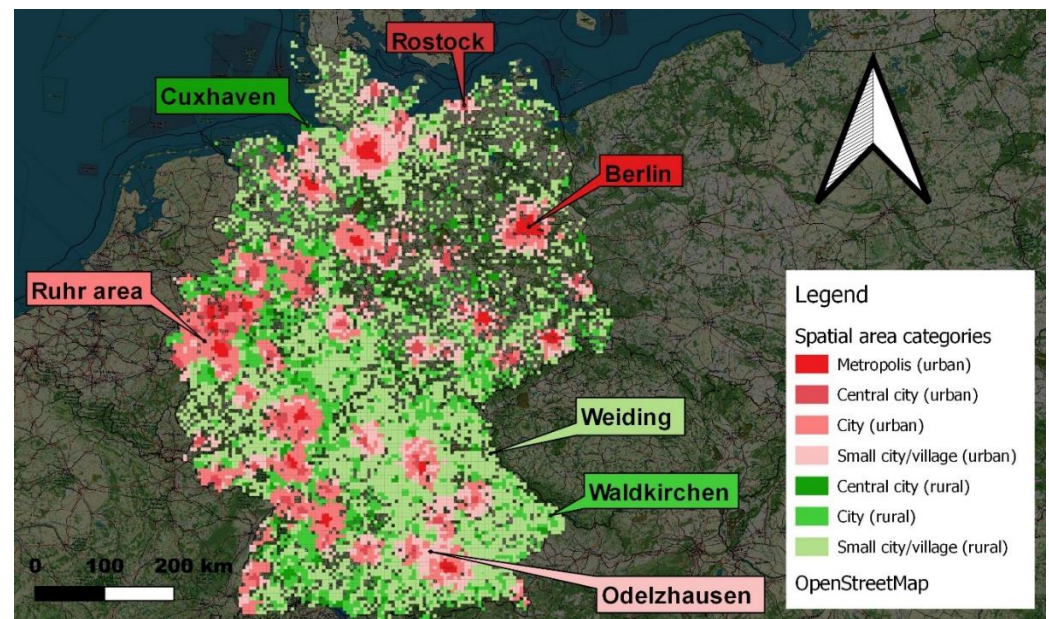 Rostock
Cuxhaven
Berlin
Ruhr area
Weiding
Waldkirchen
Odelzhausen
0 100 200 km
Legend
Spatial area categories
Metropolis (urban)
Central city (urban)
City (urban)
Small city/village (urban)
Central city (rural)
City (rural)
Small city/village (rural)
OpenStreetMap